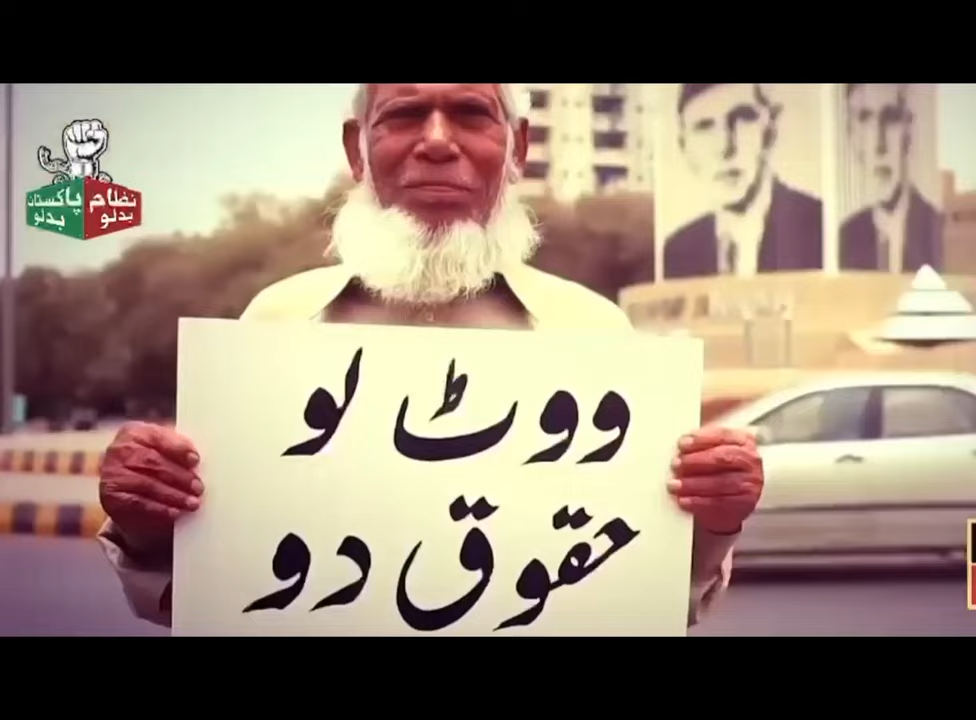 ووٹ لو
حقوق دو
پاکستان بدلو
نظام بدلو